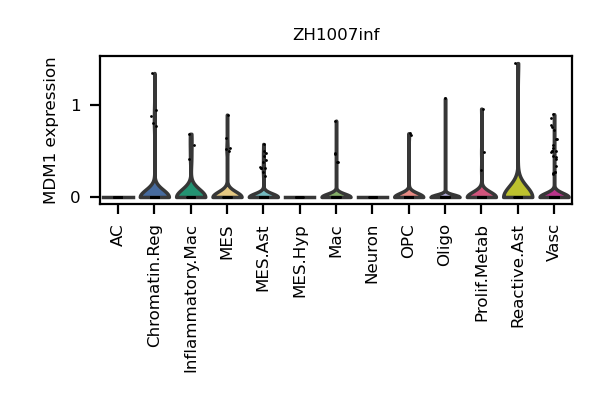 ZH1007inf
MDM1 expression
1
0
AC
Chromatin.Reg
Inflammatory.Mac
MES
MES.Ast
MES.Hyp
Mac
Neuron
OPC
Oligo
Prolif.Metab
Reactive.Ast
Vasc